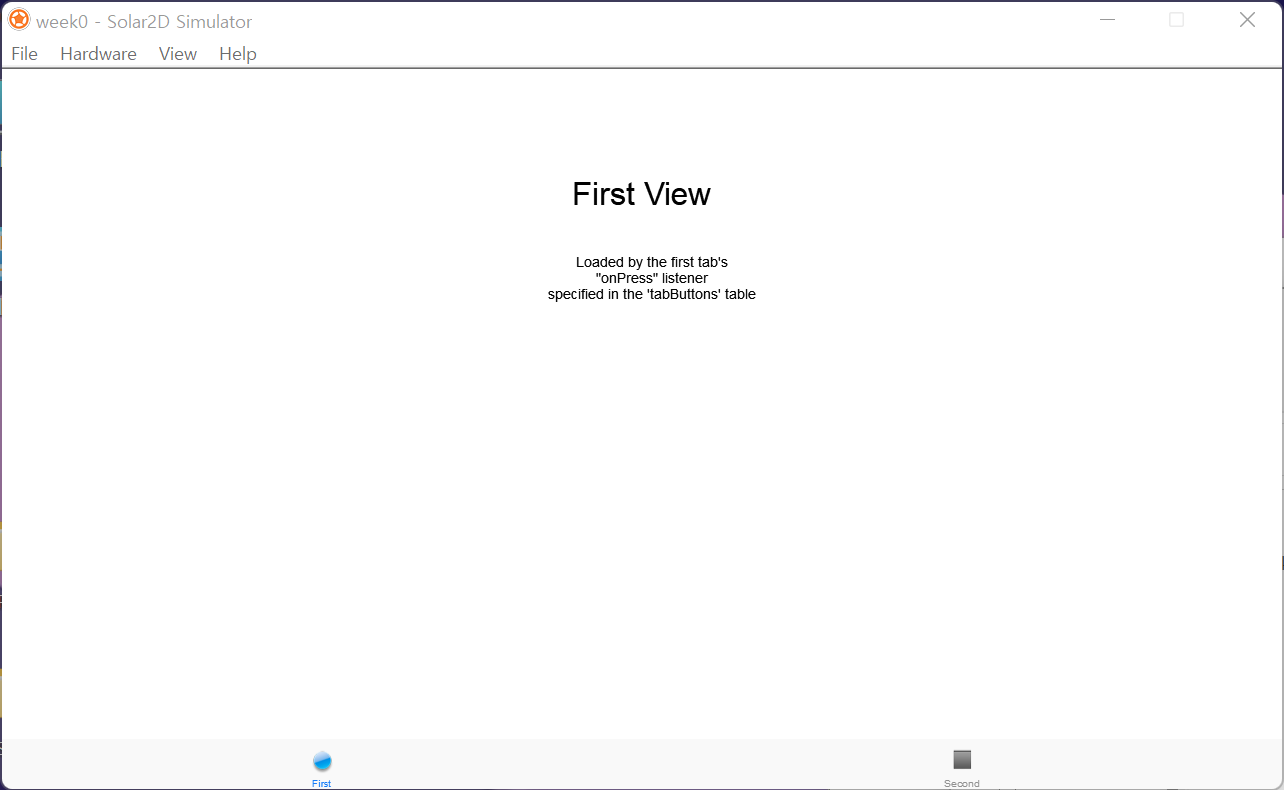 week0 - Solar2D Simulator
File Hardware View Help
First View
Loaded by the first tab's
"onPress" listener
specified in the 'tabButtons' table
First Second